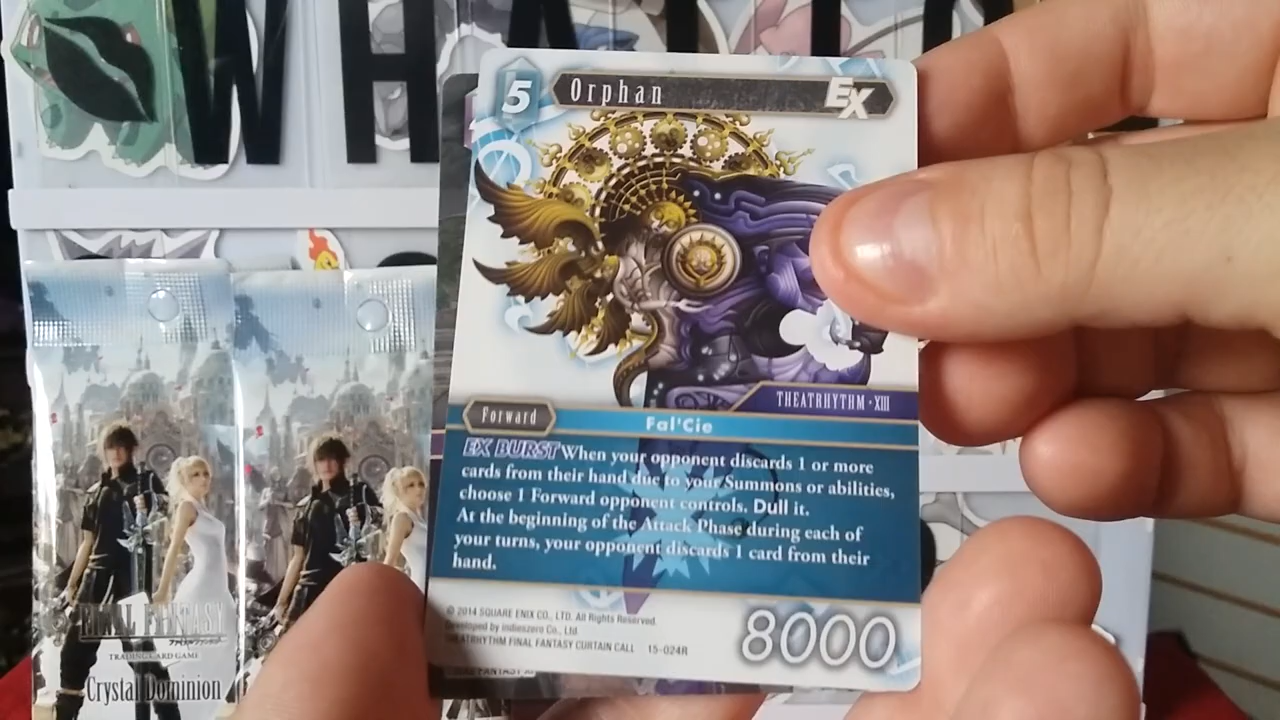 5 Orphan EX
THEATRHYTHM · XIII
Forward
Fal'Cie
EX BURST When your opponent discards 1 or more
cards from their hand due to your Summons or abilities,
choose 1 Forward opponent controls. Dull it.
At the beginning of the Attack Phase during each of
your turns, your opponent discards 1 card from their
hand.
© 2014 SQUARE ENIX CO., LTD. All Rights Reserved.
Developed by indieszero Co., Ltd
THEATRHYTHM FINAL FANTASY CURTAIN CALL 15-024R
8000
FINAL FANTASY
TRADING CARD GAME
Crystal Dominion